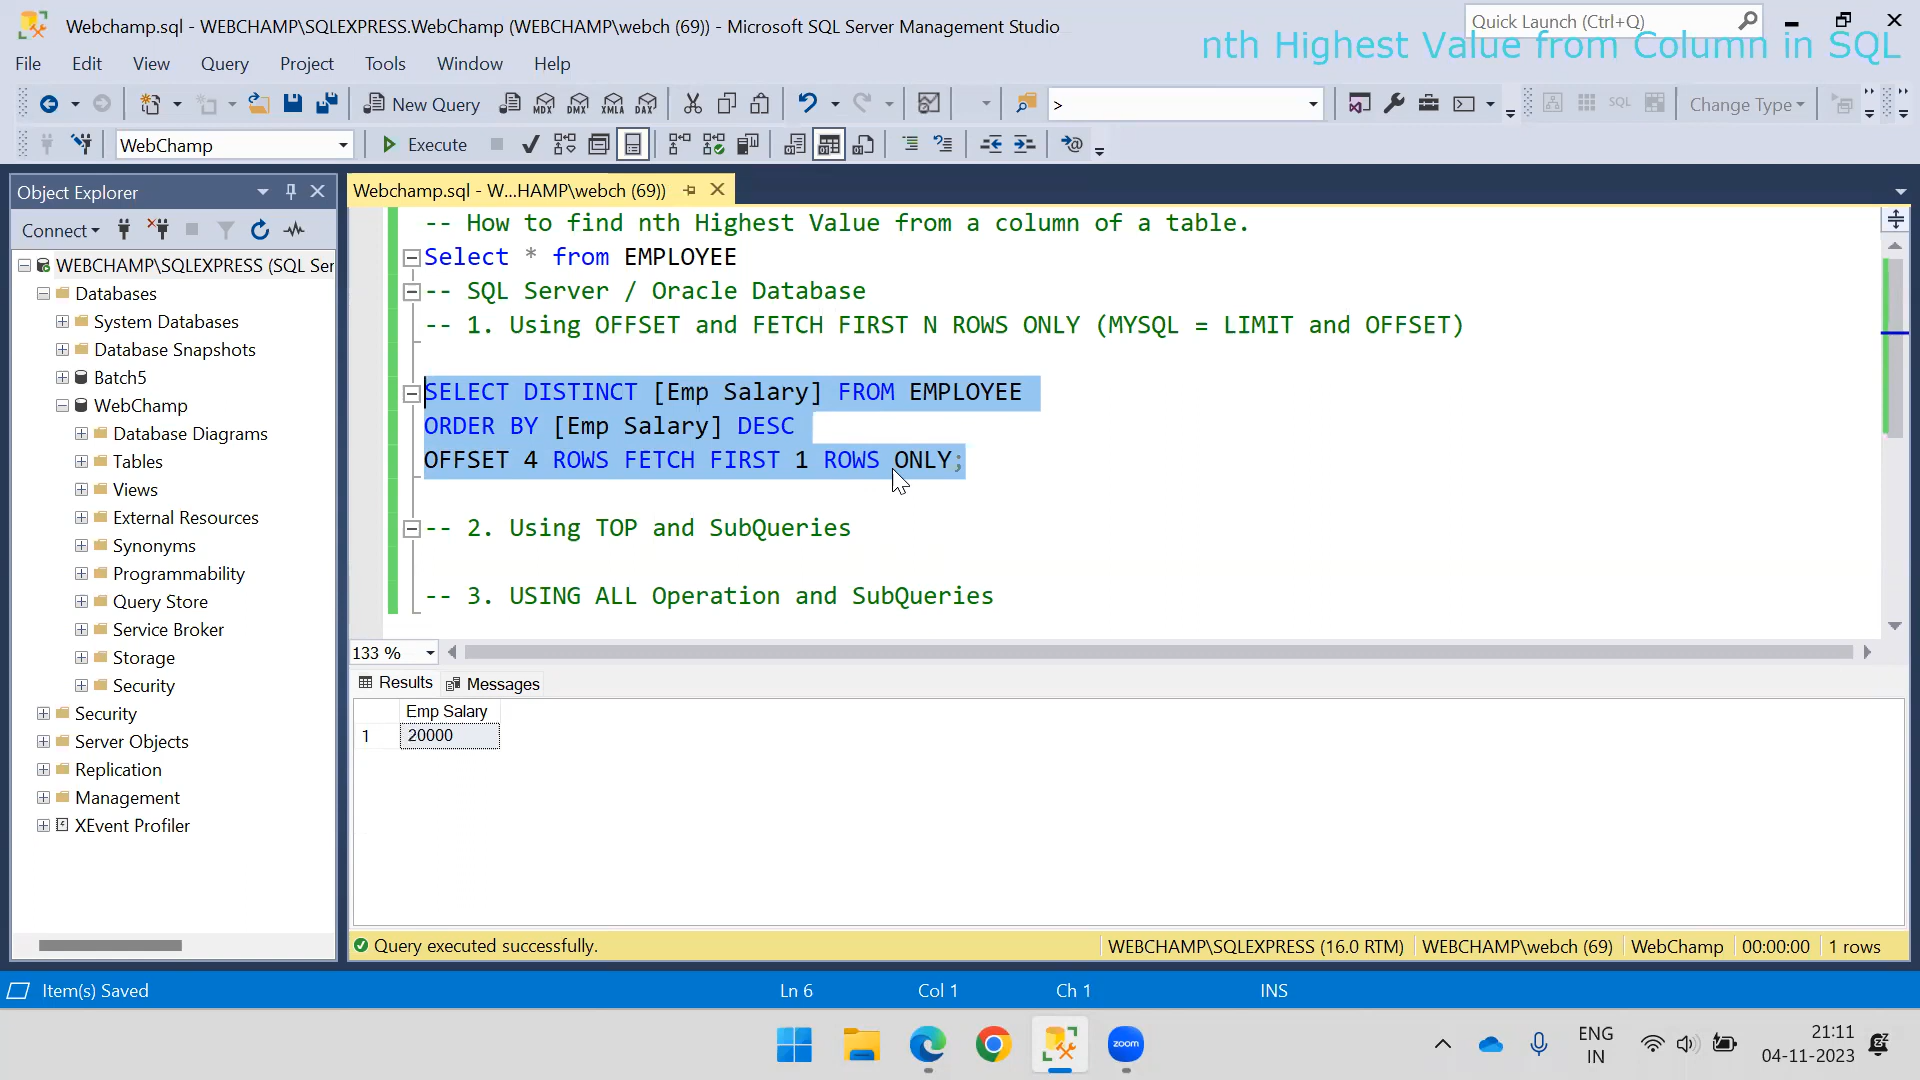 Webchamp.sql - WEBCHAMP\SQLEXPRESS.WebChamp (WEBCHAMP\webch (69)) - Microsoft SQL Server Management Studio
Quick Launch (Ctrl+Q)
nth Highest Value from Column in SQL
File Edit View Query Project Tools Window Help
New Query MDX DMX XMLA DAX > SQL Change Type
WebChamp Execute
Object Explorer
Connect
WEBCHAMP\SQLEXPRESS (SQL Ser
Databases
System Databases
Database Snapshots
Batch5
WebChamp
Database Diagrams
Tables
Views
External Resources
Synonyms
Programmability
Query Store
Service Broker
Storage
Security
Security
Server Objects
Replication
Management
XEvent Profiler
Webchamp.sql - W...HAMP\webch (69))
-- How to find nth Highest Value from a column of a table.
Select * from EMPLOYEE
-- SQL Server / Oracle Database
-- 1. Using OFFSET and FETCH FIRST N ROWS ONLY (MYSQL = LIMIT and OFFSET)
SELECT DISTINCT [Emp Salary] FROM EMPLOYEE
ORDER BY [Emp Salary] DESC
OFFSET 4 ROWS FETCH FIRST 1 ROWS ONLY;
-- 2. Using TOP and SubQueries
-- 3. USING ALL Operation and SubQueries
133 %
Results Messages
Emp Salary
1 20000
Query executed successfully. WEBCHAMP\SQLEXPRESS (16.0 RTM) WEBCHAMP\webch (69) WebChamp 00:00:00 1 rows
Item(s) Saved Ln 6 Col 1 Ch 1 INS
zoom
ENG
IN
21:11
04-11-2023